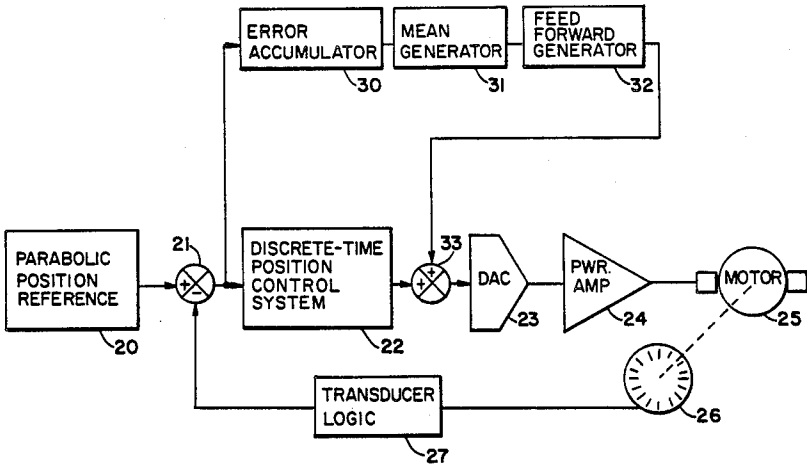 ERROR
ACCUMULATOR
30
MEAN
GENERATOR
31
FEED
FORWARD
GENERATOR
32
PARABOLIC
POSITION
REFERENCE
20
21
+
-
DISCRETE-TIME
POSITION
CONTROL
SYSTEM
22
33
+
+
DAC
23
PWR.
AMP
24
MOTOR
25
26
TRANSDUCER
LOGIC
27